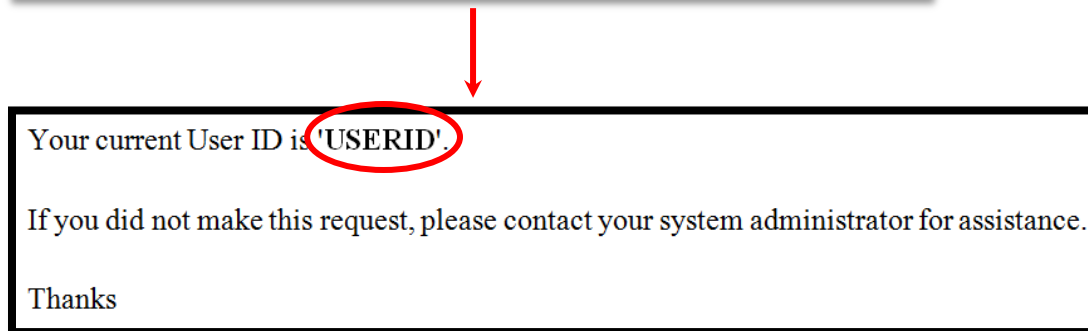 Your current User ID is 'USERID'.
If you did not make this request, please contact your system administrator for assistance.
Thanks